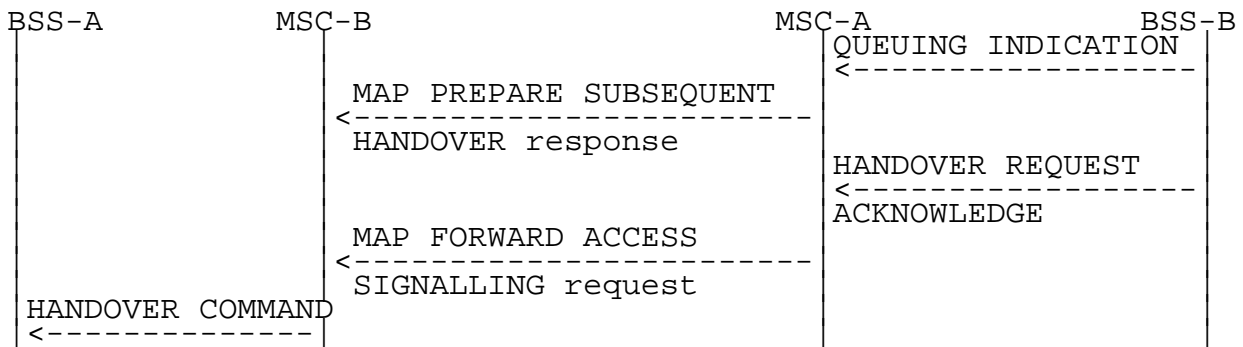 BSS-A MSC-B MSC-A BSS-B
QUEUING INDICATION
MAP PREPARE SUBSEQUENT
HANDOVER response
HANDOVER REQUEST
ACKNOWLEDGE
MAP FORWARD ACCESS
SIGNALLING request
HANDOVER COMMAND